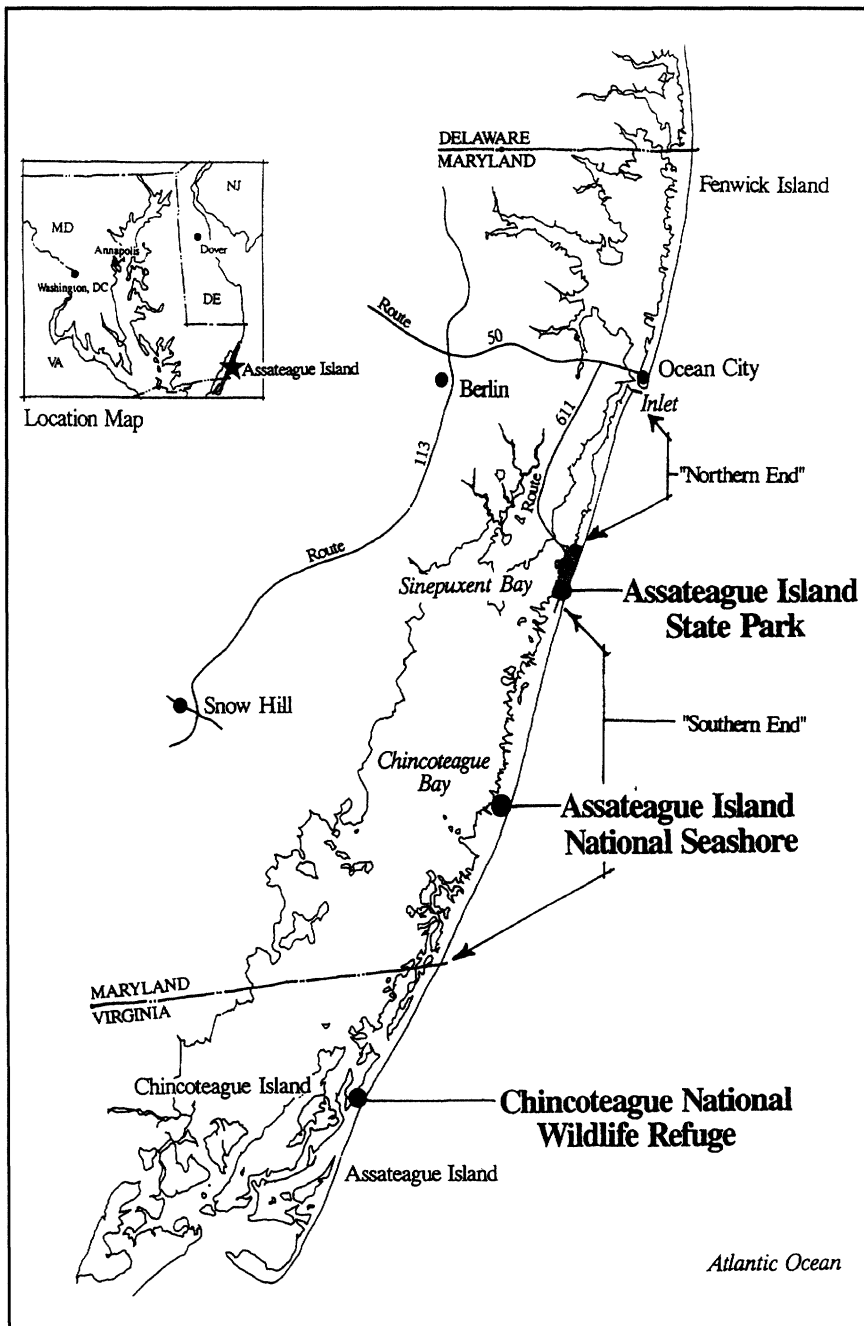 DELAWARE
MARYLAND
Fenwick Island
NJ
MD
Annapolis
Dover
Washington, DC
DE
VA
Assateague Island
Location Map
Route
50
Ocean City
Inlet
Berlin
113
611
Route
"Northern End"
Route
Sinepuxent Bay
Assateague Island
State Park
Snow Hill
"Southern End"
Chincoteague
Bay
Assateague Island
National Seashore
MARYLAND
VIRGINIA
Chincoteague Island
Chincoteague National
Wildlife Refuge
Assateague Island
Atlantic Ocean